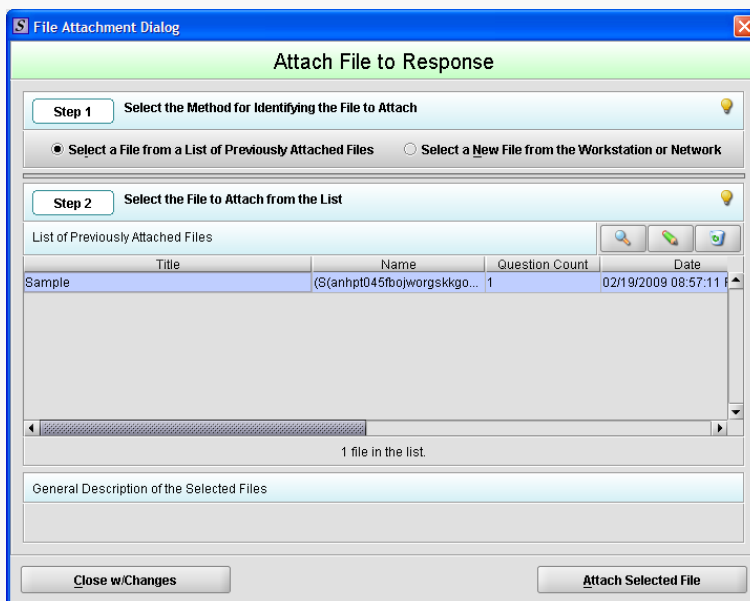 File Attachment Dialog
Attach File to Response
Step 1 Select the Method for Identifying the File to Attach
Select a File from a List of Previously Attached Files Select a New File from the Workstation or Network
Step 2 Select the File to Attach from the List
List of Previously Attached Files
Title Name Question Count Date
Sample (S(anhpt045fbojworgskkgo... 1 02/19/2009 08:57:11
1 file in the list.
General Description of the Selected Files
Close w/Changes Attach Selected File